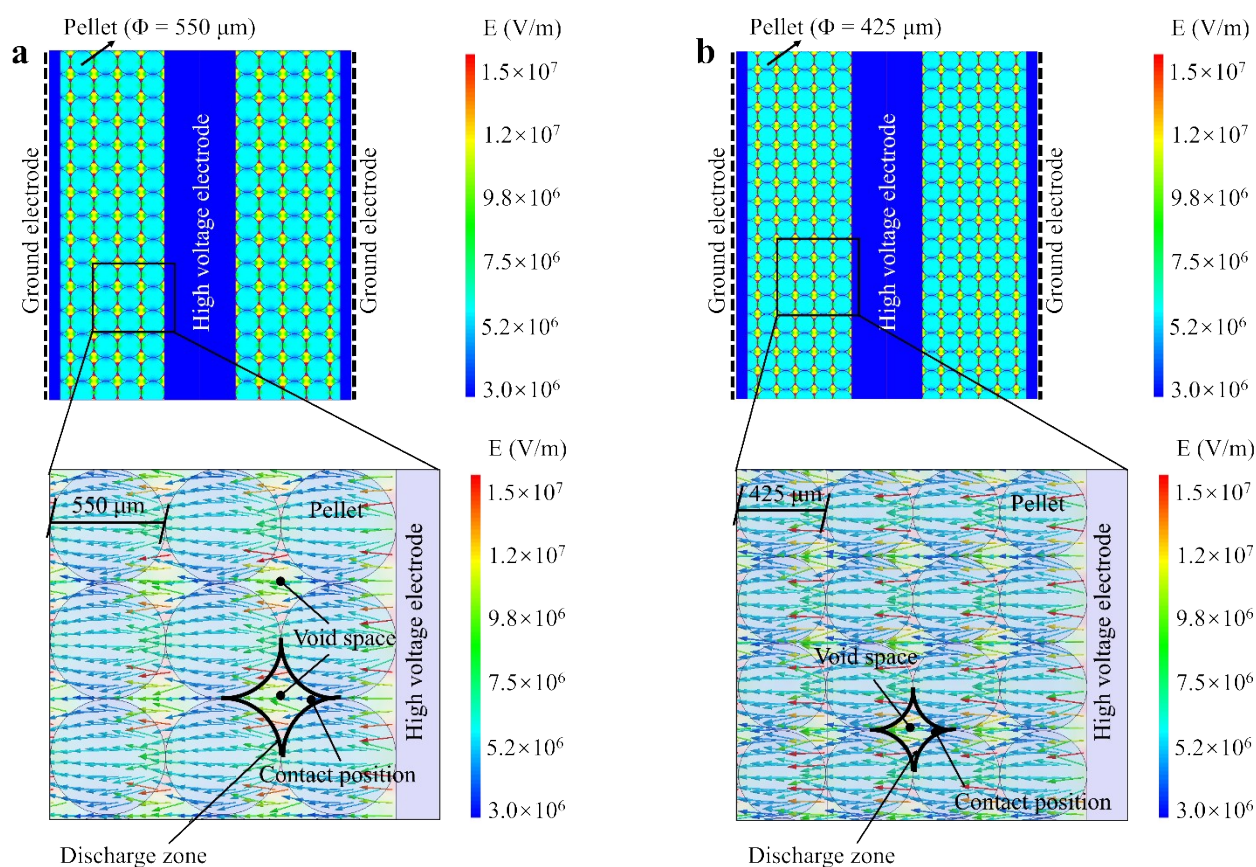 a
Pellet (Φ = 550 μm)
E (V/m)
1.5×10⁷
1.2×10⁷
9.8×10⁶
7.5×10⁶
5.2×10⁶
3.0×10⁶
Ground electrode
High voltage electrode
Ground electrode
E (V/m)
1.5×10⁷
1.2×10⁷
9.8×10⁶
7.5×10⁶
5.2×10⁶
3.0×10⁶
550 μm
Pellet
Void space
Contact position
High voltage electrode
Discharge zone
b
Pellet (Φ = 425 μm)
E (V/m)
1.5×10⁷
1.2×10⁷
9.8×10⁶
7.5×10⁶
5.2×10⁶
3.0×10⁶
Ground electrode
High voltage electrode
Ground electrode
E (V/m)
1.5×10⁷
1.2×10⁷
9.8×10⁶
7.5×10⁶
5.2×10⁶
3.0×10⁶
425 μm
Pellet
Void space
Contact position
High voltage electrode
Discharge zone